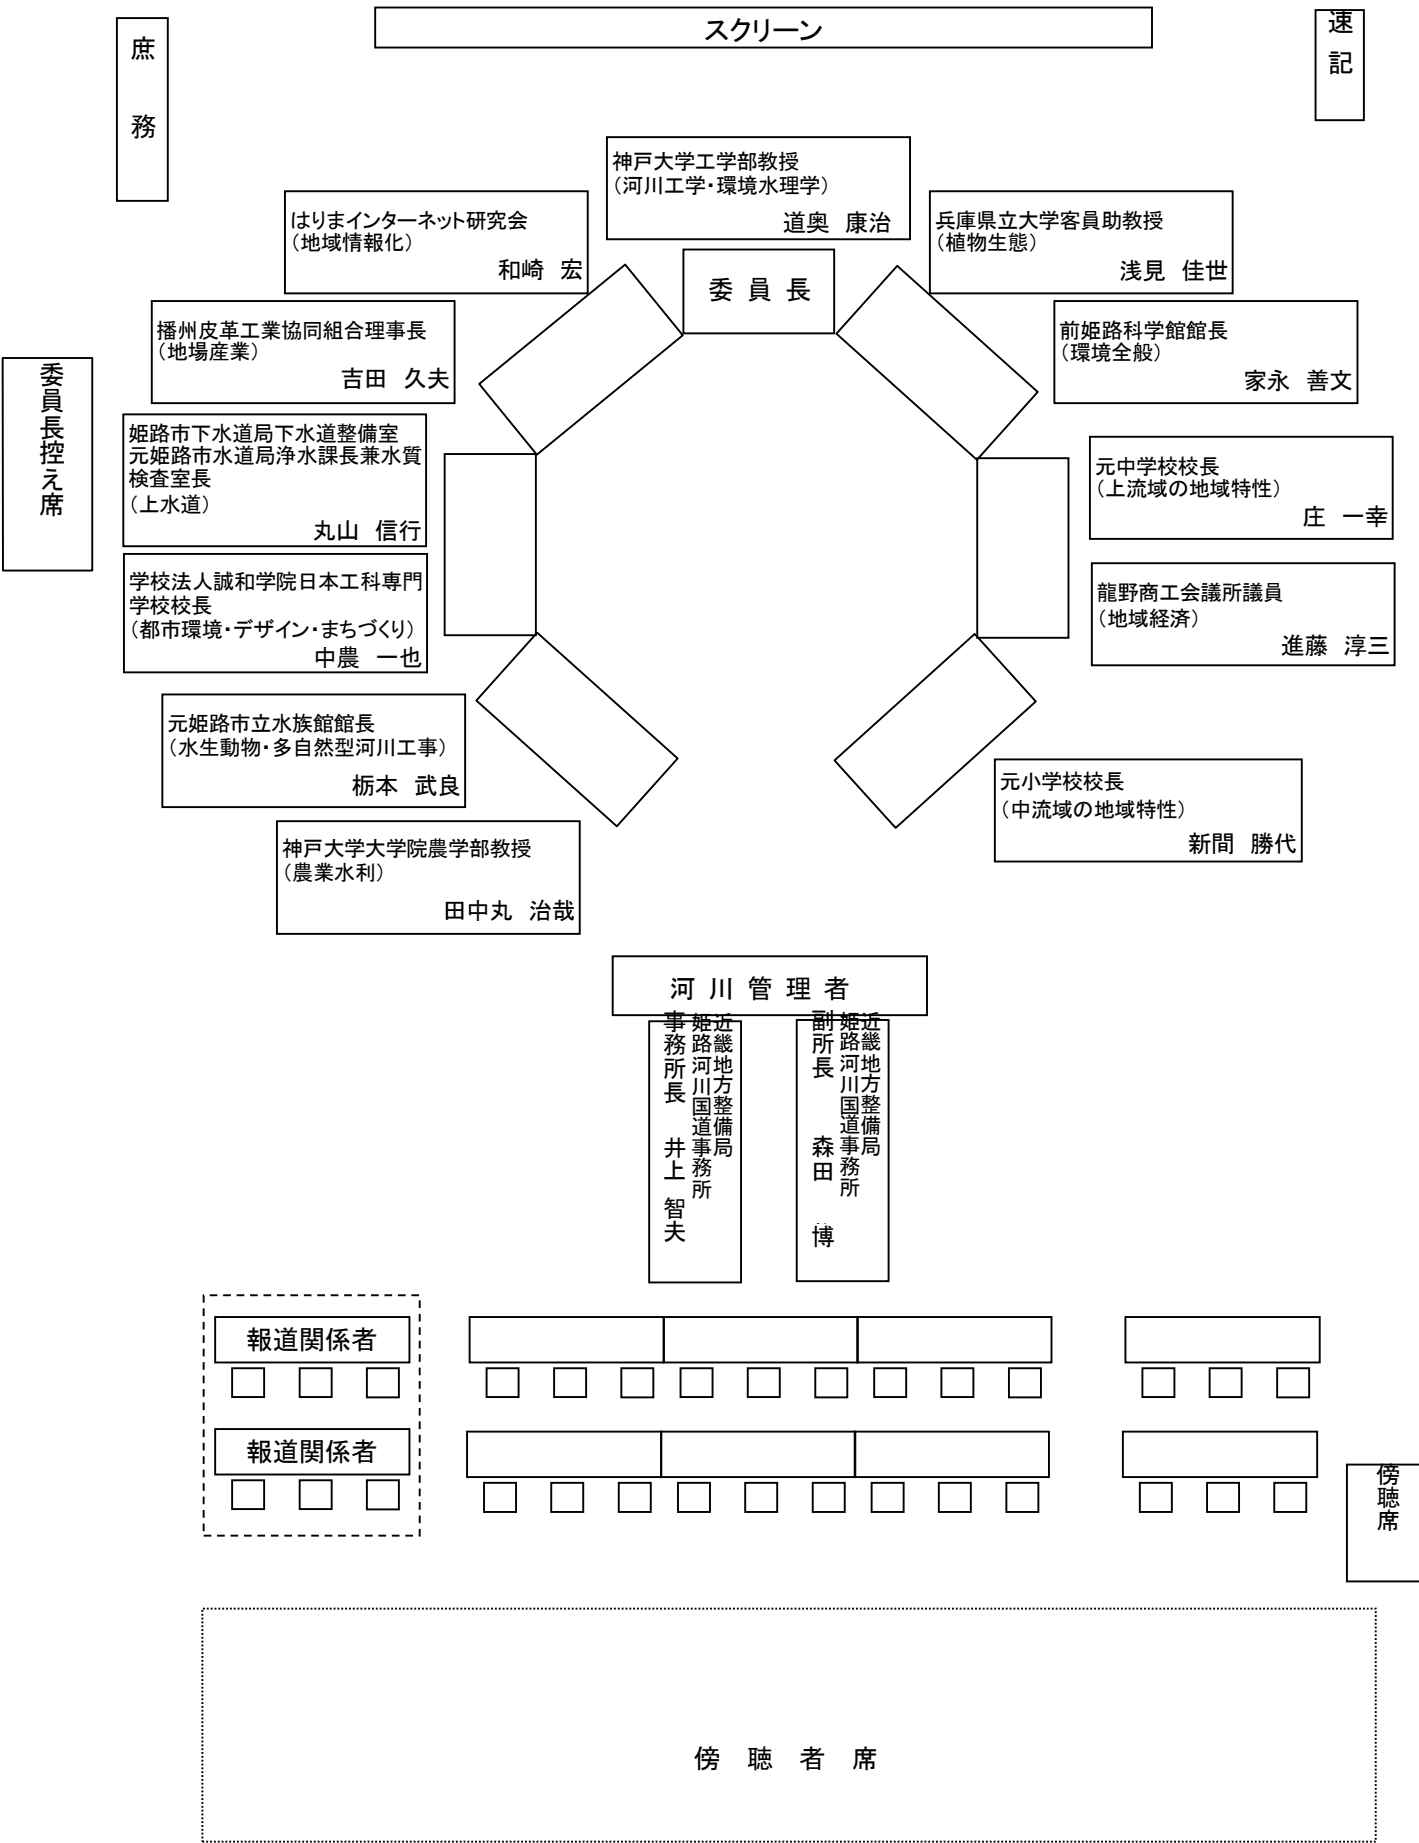 スクリーン
庶務
速記
神戸大学工学部教授
（河川工学・環境水理学）
道奥　康治
はりまインターネット研究会
（地域情報化）
和崎　宏
兵庫県立大学客員助教授
（植物生態）
浅見　佳世
委員長
播州皮革工業協同組合理事長
（地場産業）
吉田　久夫
前姫路科学館館長
（環境全般）
家永　善文
委員長控え席
姫路市下水道局下水道整備室
元姫路市水道局浄水課長兼水質
検査室長
（上水道）
丸山　信行
元中学校校長
（上流域の地域特性）
庄　一幸
学校法人誠和学院日本工科専門
学校校長
（都市環境・デザイン・まちづくり）
中農　一也
龍野商工会議所議員
（地域経済）
進藤　淳三
元姫路市立水族館館長
（水生動物・多自然型河川工事）
栃本　武良
元小学校校長
（中流域の地域特性）
新間　勝代
神戸大学大学院農学部教授
（農業水利）
田中丸　治哉
河川管理者
近畿地方整備局
姫路河川国道事務所
事務所長　井上　智夫
近畿地方整備局
姫路河川国道事務所
副所長　森田　博
報道関係者
報道関係者
傍聴席
傍聴者席